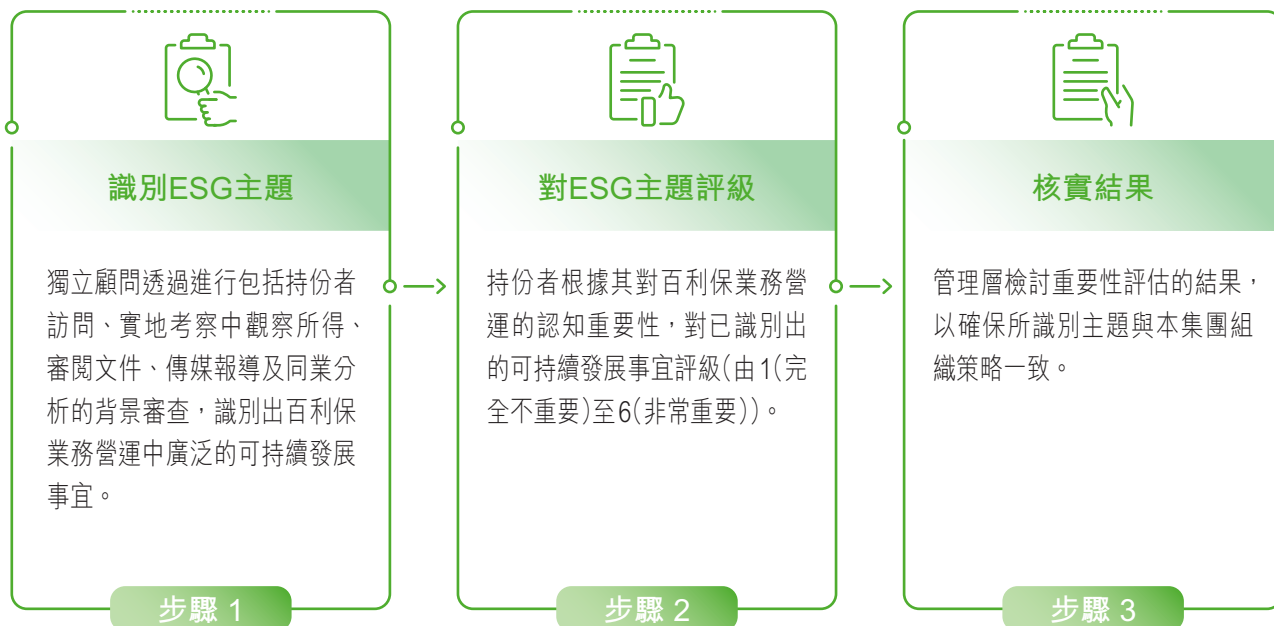 識別ESG主題
獨立顧問透過進行包括持份者
訪問、實地考察中觀察所得、
審閱文件、傳媒報導及同業分
析的背景審查，識別出百利保
業務營運中廣泛的可持續發展
事宜。
步驟 1
對ESG主題評級
持份者根據其對百利保業務營
運的認知重要性，對已識別出
的可持續發展事宜評級(由1(完
全不重要)至6(非常重要))。
步驟 2
核實結果
管理層檢討重要性評估的結果，
以確保所識別主題與本集團組
織策略一致。
步驟 3